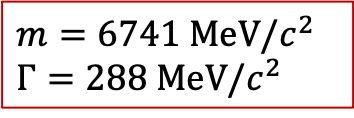 m = 6741 MeV/c²
Γ = 288 MeV/c²